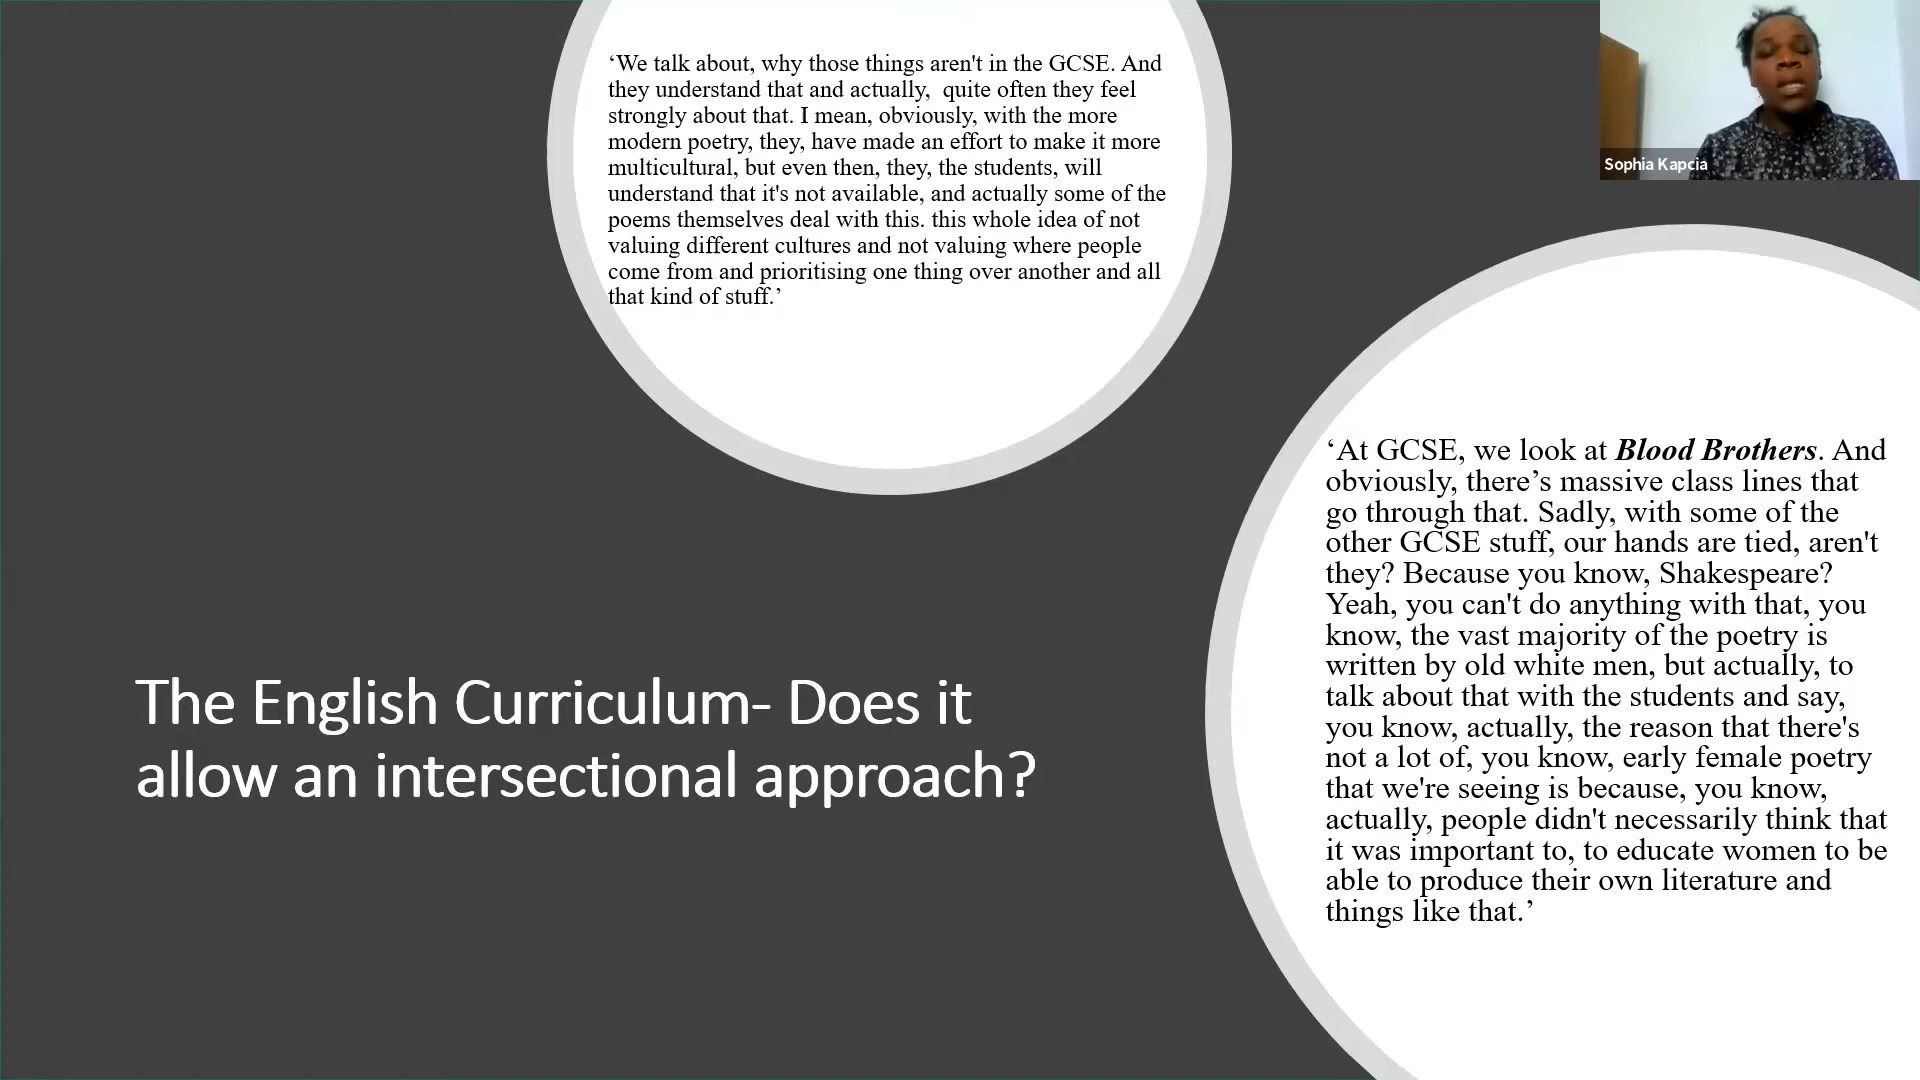 ‘We talk about, why those things aren't in the GCSE. And
they understand that and actually,  quite often they feel
strongly about that. I mean, obviously, with the more
modern poetry, they, have made an effort to make it more
multicultural, but even then, they, the students, will
understand that it's not available, and actually some of the
poems themselves deal with this. this whole idea of not
valuing different cultures and not valuing where people
come from and prioritising one thing over another and all
that kind of stuff.’
Sophia Kapcia
‘At GCSE, we look at Blood Brothers. And
obviously, there’s massive class lines that
go through that. Sadly, with some of the
other GCSE stuff, our hands are tied, aren't
they? Because you know, Shakespeare?
Yeah, you can't do anything with that, you
know, the vast majority of the poetry is
written by old white men, but actually, to
talk about that with the students and say,
you know, actually, the reason that there's
not a lot of, you know, early female poetry
that we're seeing is because, you know,
actually, people didn't necessarily think that
it was important to, to educate women to be
able to produce their own literature and
things like that.’
The English Curriculum- Does it
allow an intersectional approach?